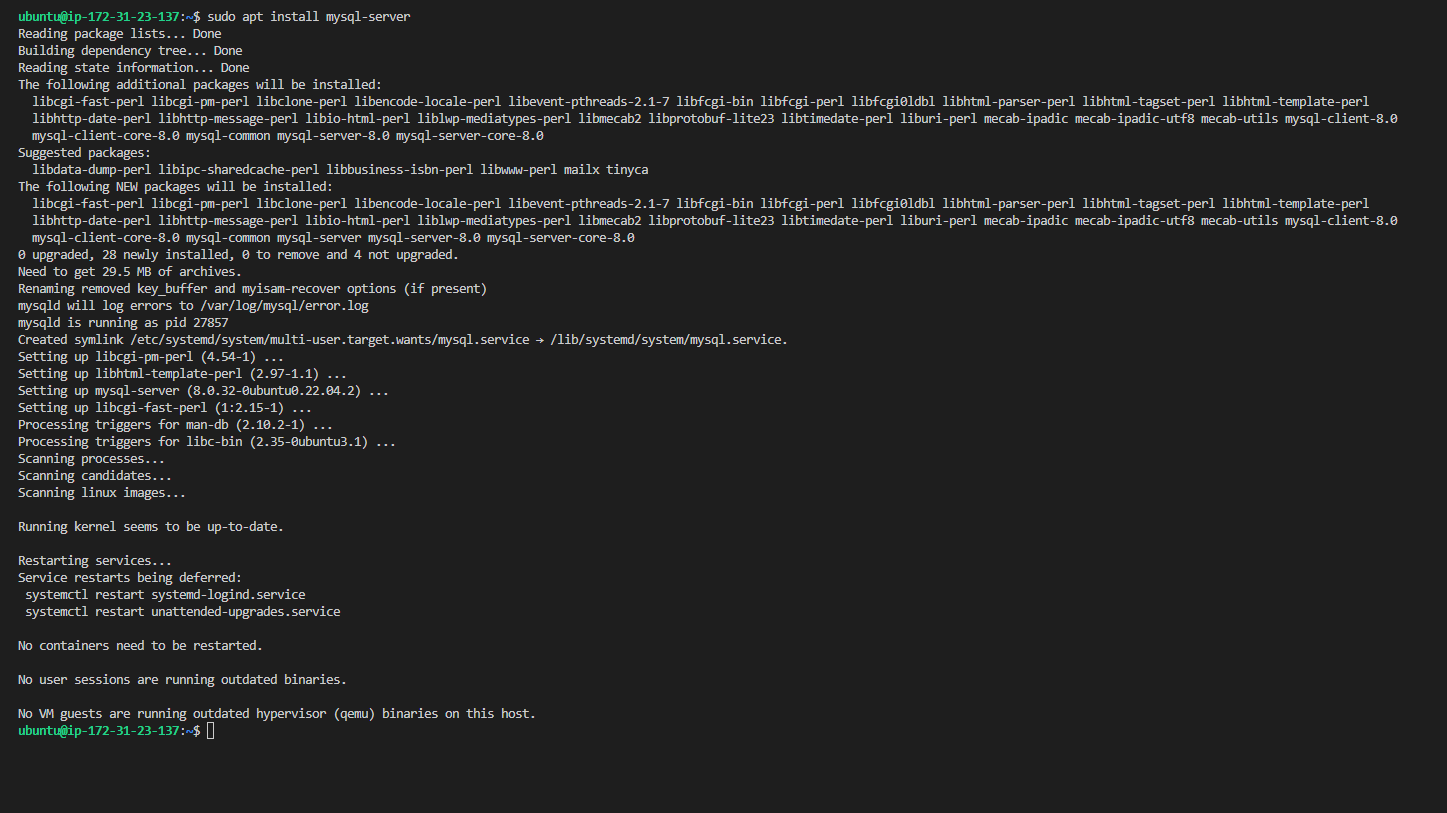 ubuntu@ip-172-31-23-137:~$ sudo apt install mysql-server
Reading package lists... Done
Building dependency tree... Done
Reading state information... Done
The following additional packages will be installed:
  libcgi-fast-perl libcgi-pm-perl libclone-perl libencode-locale-perl libevent-pthreads-2.1-7 libfcgi-bin libfcgi-perl libfcgi0ldbl libhtml-parser-perl libhtml-tagset-perl libhtml-template-perl
  libhttp-date-perl libhttp-message-perl libio-html-perl liblwp-mediatypes-perl libmecab2 libprotobuf-lite23 libtimedate-perl liburi-perl mecab-ipadic mecab-ipadic-utf8 mecab-utils mysql-client-8.0
  mysql-client-core-8.0 mysql-common mysql-server-8.0 mysql-server-core-8.0
Suggested packages:
  libdata-dump-perl libipc-sharedcache-perl libbusiness-isbn-perl libwww-perl mailx tinyca
The following NEW packages will be installed:
  libcgi-fast-perl libcgi-pm-perl libclone-perl libencode-locale-perl libevent-pthreads-2.1-7 libfcgi-bin libfcgi-perl libfcgi0ldbl libhtml-parser-perl libhtml-tagset-perl libhtml-template-perl
  libhttp-date-perl libhttp-message-perl libio-html-perl liblwp-mediatypes-perl libmecab2 libprotobuf-lite23 libtimedate-perl liburi-perl mecab-ipadic mecab-ipadic-utf8 mecab-utils mysql-client-8.0
  mysql-client-core-8.0 mysql-common mysql-server mysql-server-8.0 mysql-server-core-8.0
0 upgraded, 28 newly installed, 0 to remove and 4 not upgraded.
Need to get 29.5 MB of archives.
Renaming removed key_buffer and myisam-recover options (if present)
mysqld will log errors to /var/log/mysql/error.log
mysqld is running as pid 27857
Created symlink /etc/systemd/system/multi-user.target.wants/mysql.service → /lib/systemd/system/mysql.service.
Setting up libcgi-pm-perl (4.54-1) ...
Setting up libhtml-template-perl (2.97-1.1) ...
Setting up mysql-server (8.0.32-0ubuntu0.22.04.2) ...
Setting up libcgi-fast-perl (1:2.15-1) ...
Processing triggers for man-db (2.10.2-1) ...
Processing triggers for libc-bin (2.35-0ubuntu3.1) ...
Scanning processes...
Scanning candidates...
Scanning linux images...
Running kernel seems to be up-to-date.
Restarting services...
Service restarts being deferred:
 systemctl restart systemd-logind.service
 systemctl restart unattended-upgrades.service
No containers need to be restarted.
No user sessions are running outdated binaries.
No VM guests are running outdated hypervisor (qemu) binaries on this host.
ubuntu@ip-172-31-23-137:~$